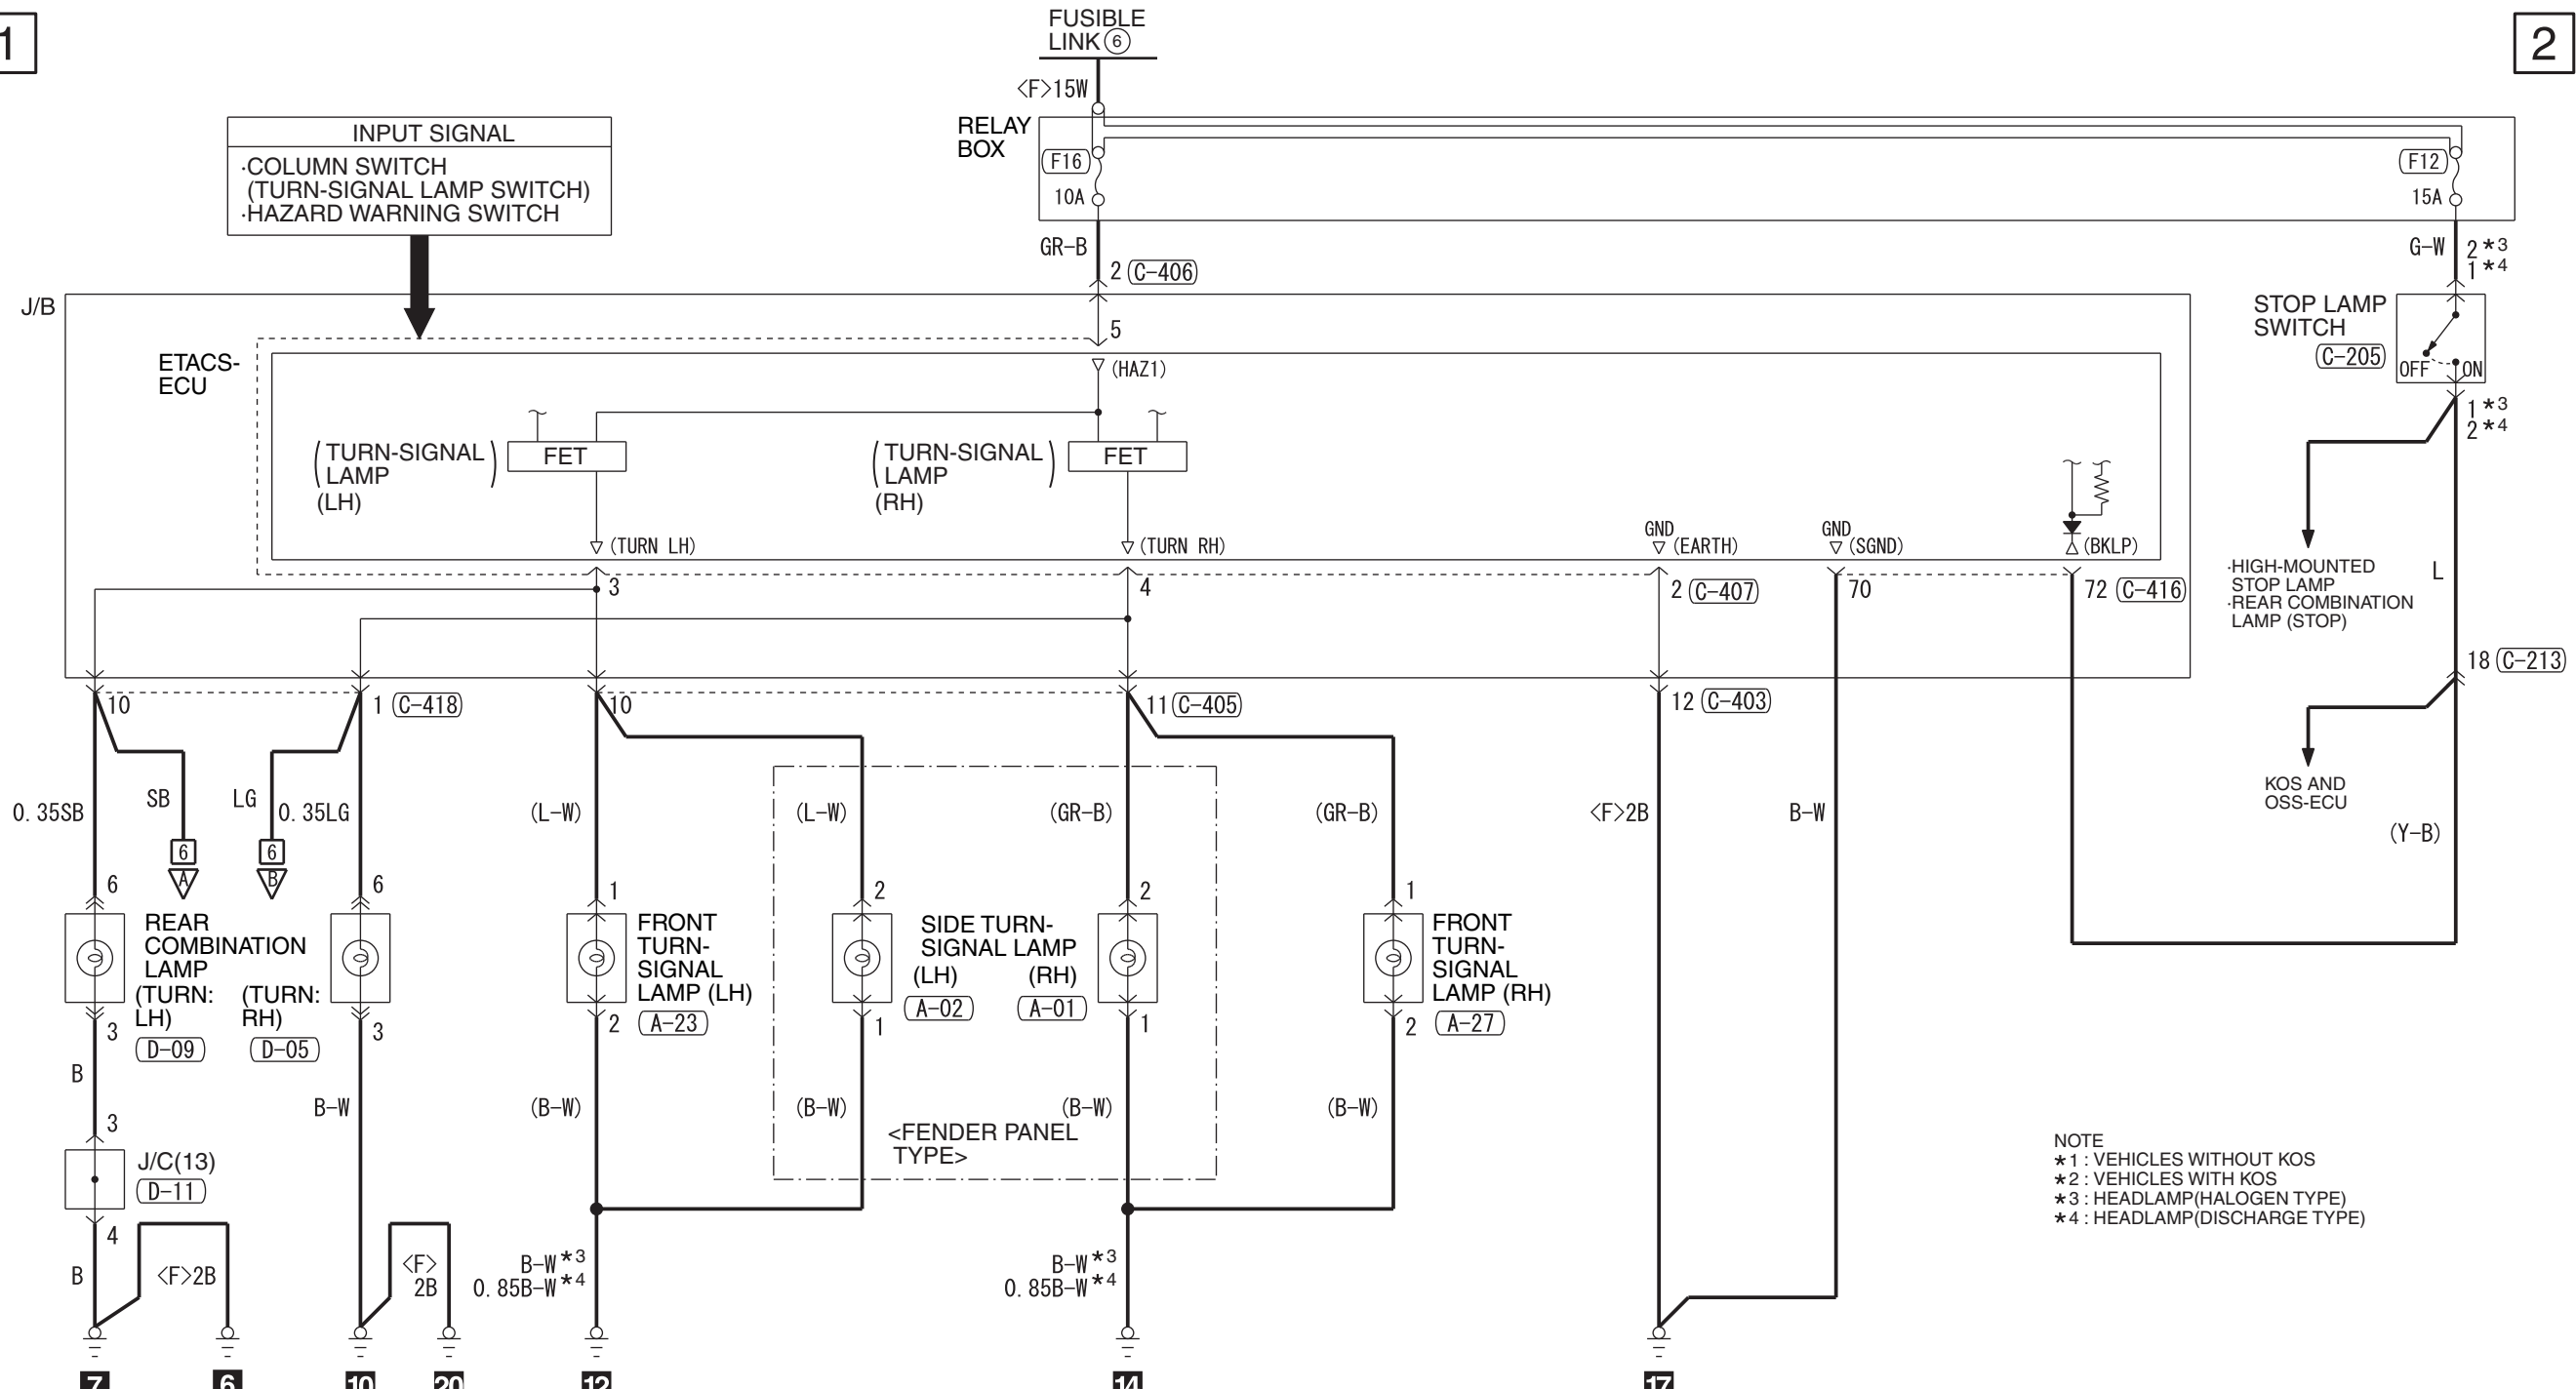 1
2
FUSIBLE
LINK 6
<F>15W
RELAY
BOX
F16
10A
F12
15A
INPUT SIGNAL
·COLUMN SWITCH
(TURN-SIGNAL LAMP SWITCH)
·HAZARD WARNING SWITCH
GR-B
2 C-406
G-W
2*3
1*4
J/B
5
STOP LAMP
SWITCH
C-205
OFF
ON
1*3
2*4
ETACS-
ECU
(HAZ1)
(TURN-SIGNAL
LAMP)
(LH)
FET
(TURN-SIGNAL
LAMP)
(RH)
FET
(TURN LH)
(TURN RH)
GND
(EARTH)
GND
(SGND)
(BKLP)
3
4
2 C-407
70
72 C-416
·HIGH-MOUNTED
STOP LAMP
·REAR COMBINATION
LAMP (STOP)
L
18 C-213
10
1 C-418
10
11 C-405
12 C-403
KOS AND
OSS-ECU
0.35SB
SB
LG
0.35LG
(L-W)
(L-W)
(GR-B)
(GR-B)
<F>2B
B-W
(Y-B)
6
A
6
B
6
6
1
2
2
1
REAR
COMBINATION
LAMP
(TURN:
LH)
D-09
(TURN:
RH)
D-05
3
3
FRONT
TURN-
SIGNAL
LAMP (LH)
A-23
2
SIDE TURN-
SIGNAL LAMP
(LH)
(RH)
A-02
A-01
1
1
FRONT
TURN-
SIGNAL
LAMP (RH)
A-27
2
B
B-W
(B-W)
(B-W)
(B-W)
(B-W)
<FENDER PANEL
TYPE>
3
J/C(13)
D-11
4
B
<F>2B
<F>
2B
B-W*3
0.85B-W*4
B-W*3
0.85B-W*4
NOTE
*1 : VEHICLES WITHOUT KOS
*2 : VEHICLES WITH KOS
*3 : HEADLAMP(HALOGEN TYPE)
*4 : HEADLAMP(DISCHARGE TYPE)
7
6
10
20
12
14
17